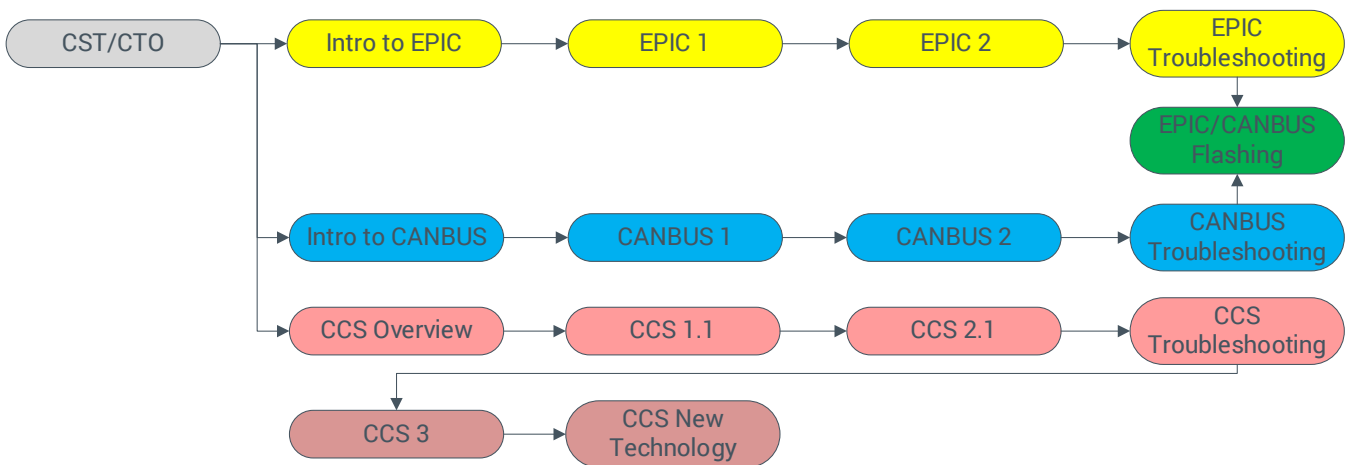 CST/CTO
Intro to EPIC
EPIC 1
EPIC 2
EPIC
Troubleshooting
EPIC/CANBUS
Flashing
Intro to CANBUS
CANBUS 1
CANBUS 2
CANBUS
Troubleshooting
CCS Overview
CCS 1.1
CCS 2.1
CCS
Troubleshooting
CCS 3
CCS New
Technology